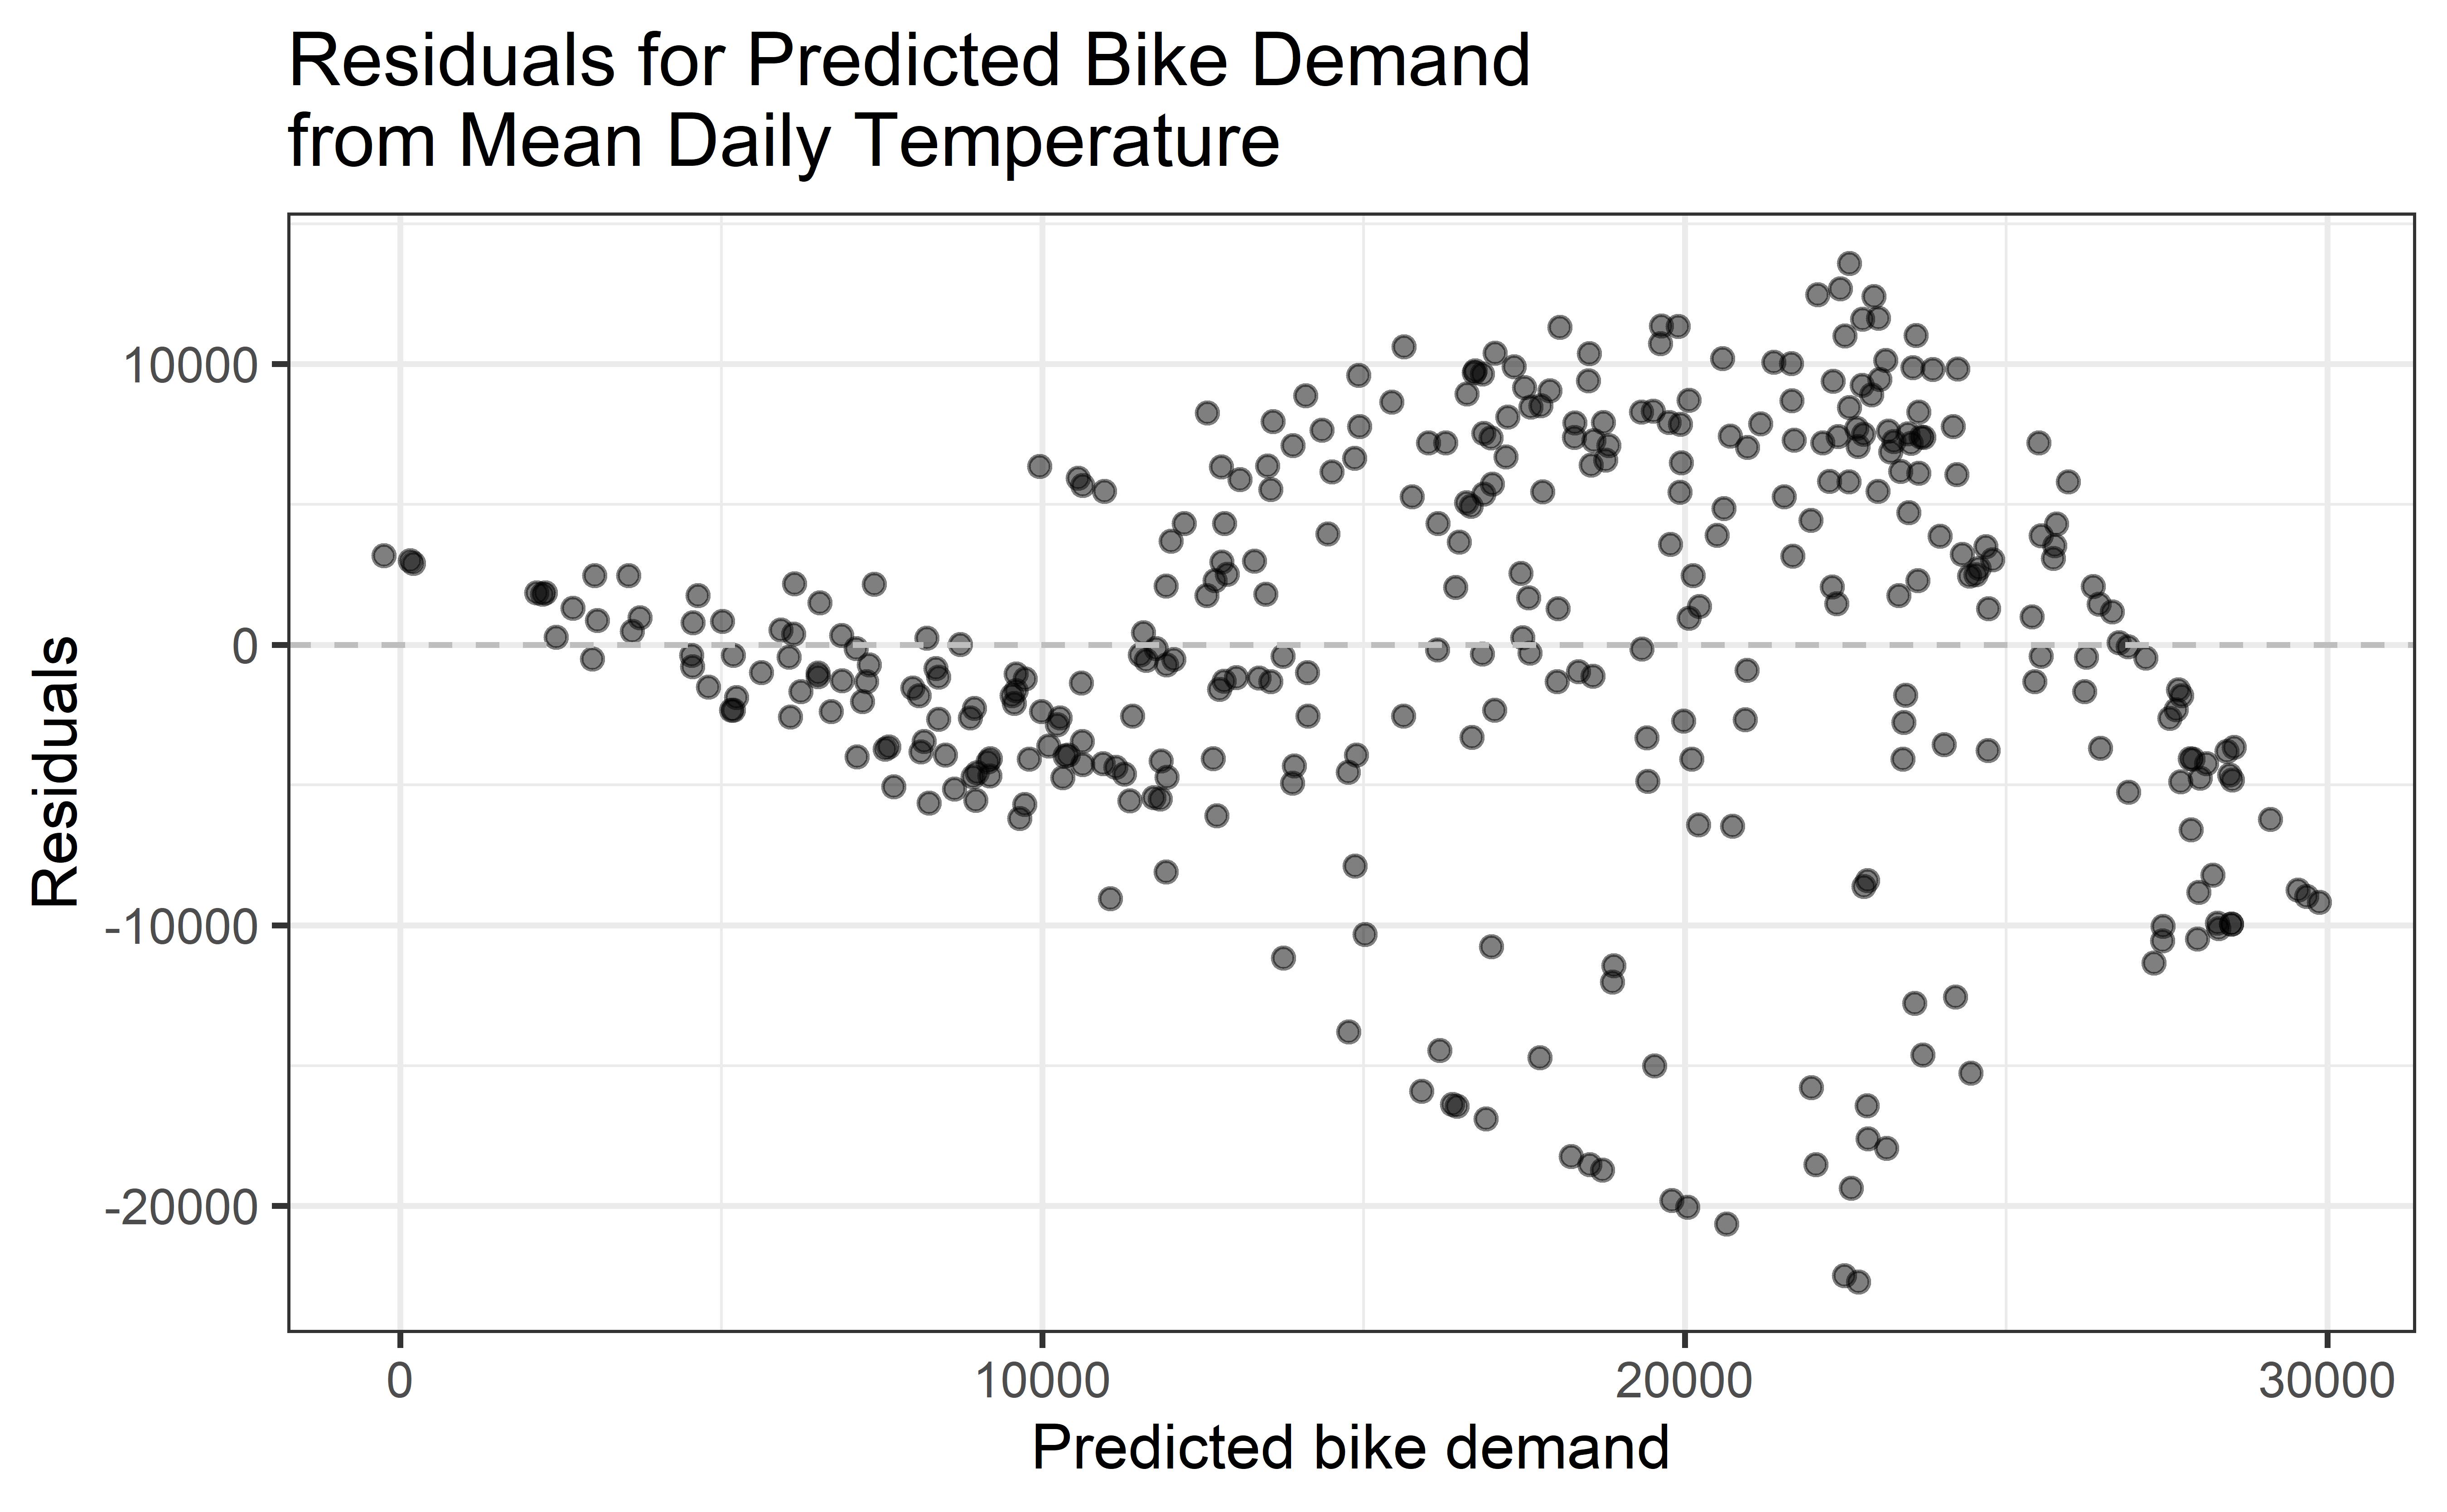 Residuals for Predicted Bike Demand
from Mean Daily Temperature
Residuals
10000
0
-10000
-20000
0 10000 20000 30000
Predicted bike demand